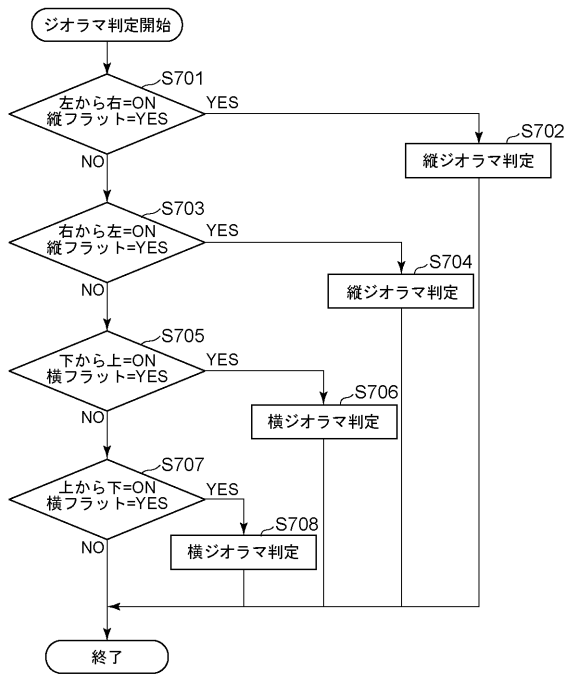 ジオラマ判定開始
S701
左から右=ON
縦フラット=YES
YES
NO
S702
縦ジオラマ判定
S703
右から左=ON
縦フラット=YES
YES
NO
S704
縦ジオラマ判定
S705
下から上=ON
横フラット=YES
YES
NO
S706
横ジオラマ判定
S707
上から下=ON
横フラット=YES
YES
NO
S708
横ジオラマ判定
終了